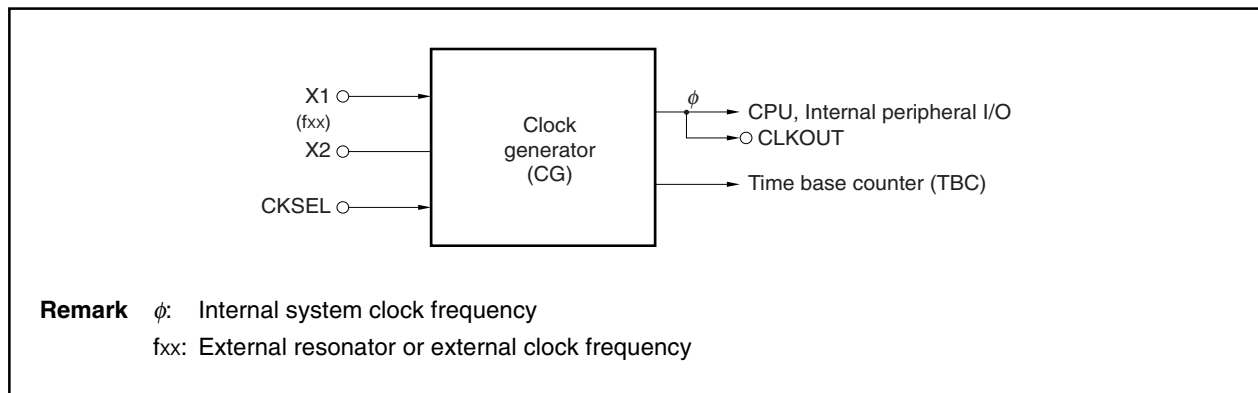 X1
(fxx)
X2
CKSEL
Clock
generator
(CG)
ϕ
CPU, Internal peripheral I/O
CLKOUT
Time base counter (TBC)
Remark ϕ: Internal system clock frequency
fxx: External resonator or external clock frequency